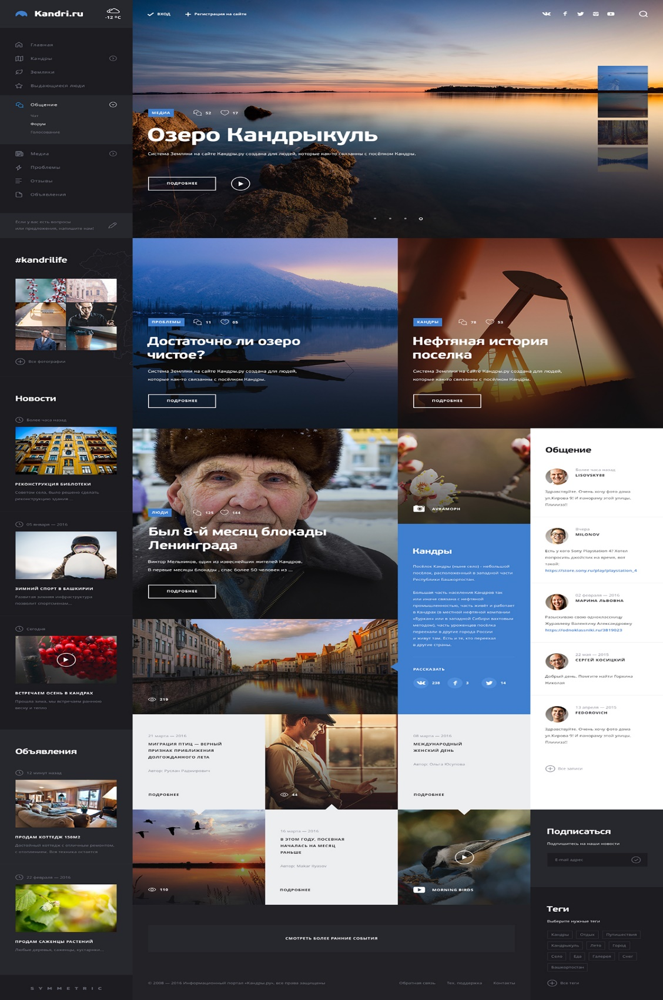 Kandri.ru
-12 °C
Главная
Кандры
Земляки
Выдающиеся люди
Общение
Чат
Форум
Голосование
Медиа
Проблемы
Отзывы
Объявления
Если у вас есть вопросы
или предложения, напишите нам!
#kandrilife
Все фотографии
Новости
Более часа назад
РЕКОНСТРУКЦИЯ БИБЛОТЕКИ
Советом села, было решено сделать
реконструкцию здания ...
05 января — 2016
ЗИМНИЙ СПОРТ В БАШКИРИИ
Развитая зимняя инфраструктура
позволит спортсменам...
Сегодня
ВСТРЕЧАЕМ ОСЕНЬ В КАНДРАХ
Прошла зима, мы встречаем раннюю
весну и тепло
Объявления
12 минут назад
ПРОДАМ КОТТЕДЖ 150М2
Достойный коттедж с отличным ремонтом,
с отоплением. Вся техника остается
22 февраля — 2016
ПРОДАМ САЖЕНЦЫ РАСТЕНИЙ
Любые деревья, саженцы, кустарнки...
SYMMETRIC
ВХОД
Регистрация на сайте
МЕДИА
52
17
Озеро Кандрыкуль
Система Земляки на сайте Кандры.ру создана для людей, которые как-то связанны с посёлком Кандры.
ПОДРОБНЕЕ
ПРОБЛЕМЫ
11
05
Достаточно ли озеро
чистое?
Система Земляки на сайте Кандры.ру создана для людей,
которые как-то связанны с посёлком Кандры.
ПОДРОБНЕЕ
КАНДРЫ
78
53
Нефтяная история
поселка
Система Земляки на сайте Кандры.ру создана для людей,
которые как-то связанны с посёлком Кандры.
ПОДРОБНЕЕ
ЛЮДИ
125
144
Был 8-й месяц блокады
Ленинграда
Виктор Мельников, один из известнейших жителей Кандров.
В первые месяцы блокады , спас более 50 человек из ...
ПОДРОБНЕЕ
AVRAMOPH
Кандры
Посёлок Кандры (ныне село) - небольшой
посёлок, расположенный в западной части
Республики Башкортостан.
Большая часть населения Кандров так
или иначе связана с нефтяной
промышленностью, часть живёт и работает
в Кандрах (в местной нефтяной компании
«Буркан» или в западной Сибири вахтовым
методом), часть уроженцев посёлка
переехали в другие города России
и живут там. Есть и те, кто переехал
в другие страны.
РАССКАЗАТЬ
238
3
14
219
21 марта — 2016
МИГРАЦИЯ ПТИЦ — ВЕРНЫЙ
ПРИЗНАК ПРИБЛИЖЕНИЯ
ДОЛГОЖДАННОГО ЛЕТА
Автор: Руслан Радмирович
ПОДРОБНЕЕ
44
08 марта — 2016
МЕЖДУНАРОДНЫЙ
ЖЕНСКИЙ ДЕНЬ
Автор: Ольга Юсупова
ПОДРОБНЕЕ
110
16 марта — 2016
В ЭТОМ ГОДУ, ПОСЕВНАЯ
НАЧАЛАСЬ НА МЕСЯЦ
РАНЬШЕ
Автор: Makar Ilyasov
ПОДРОБНЕЕ
MORNING BIRDS
Общение
Более часа назад
LISOVSKY88
Здравствуйте. Очень хочу фото дома
ул.Кирова 9! И панораму этой улицы.
Плииизз!!
Вчера
MILONOV
Есть у кого Sony Playstation 4? Хотел
попросить джойстик на время, вот
такой:
https://store.sony.ru/play/playstation_4
02 февраля — 2016
МАРИНА ЛЬВОВНА
Разыскиваю свою одноклассницу
Журавлеву Валентину Александровну
https://odnoklassniki.ru/3819023
22 мая — 2015
СЕРГЕЙ КОСИЦКИЙ
Добрый день. Помгите найти Горкина
Николая
13 апреля — 2015
FEDOROVICH
Здравствуйте. Очень хочу фото дома
ул.Кирова 9! И панораму этой улицы.
Плииизз!!
Все записи
Подписаться
Подпишитесь на наши новости
E-mail адрес
Теги
Выберите нужные теги
Кандры
Отдых
Путишествия
Кандрыкуль
Лето
Город
Село
Еда
Галерея
Снег
Башкортостан
Все теги
СМОТРЕТЬ БОЛЕЕ РАННИЕ СОБЫТИЯ
© 2008 — 2016 Информационный портал «Кандры.ру», все права защищены
Обратная связь
Тех. поддержка
Контакты